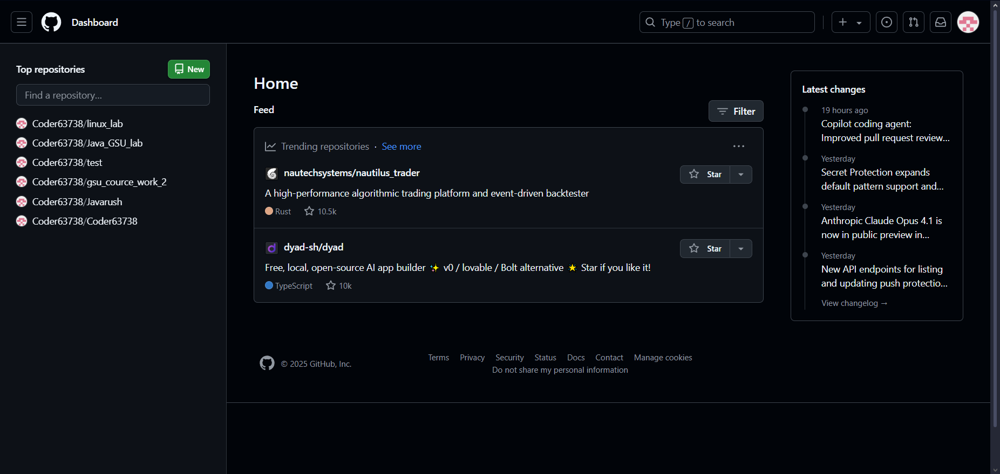 Dashboard
Type / to search
Top repositories
New
Find a repository...
Coder63738/linux_lab
Coder63738/Java_GSU_lab
Coder63738/test
Coder63738/gsu_cource_work_2
Coder63738/Javarush
Coder63738/Coder63738
Home
Feed
Filter
Trending repositories · See more
nautechsystems/nautilus_trader
Star
A high-performance algorithmic trading platform and event-driven backtester
Rust 10.5k
dyad-sh/dyad
Star
Free, local, open-source AI app builder ✨ v0 / lovable / Bolt alternative 🌟 Star if you like it!
TypeScript 10k
Latest changes
19 hours ago
Copilot coding agent:
Improved pull request review...
Yesterday
Secret Protection expands
default pattern support and...
Yesterday
Anthropic Claude Opus 4.1 is
now in public preview in...
Yesterday
New API endpoints for listing
and updating push protectio...
View changelog →
© 2025 GitHub, Inc.
Terms Privacy Security Status Docs Contact Manage cookies
Do not share my personal information